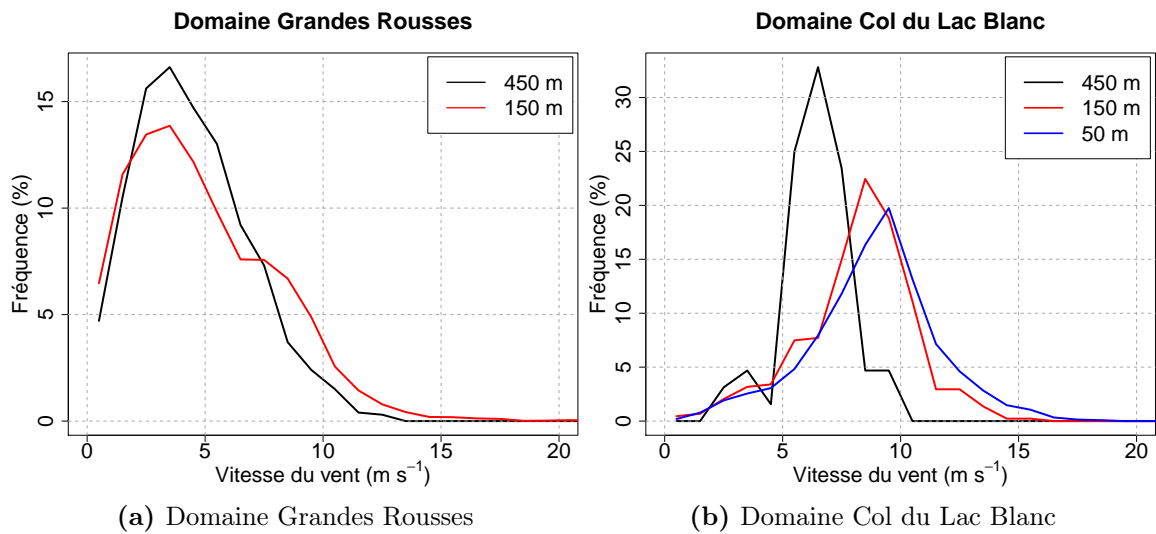 Domaine Grandes Rousses
450 m
150 m
Fréquence (%)
0
5
10
15
0 5 10 15 20
Vitesse du vent (m s⁻¹)
(a) Domaine Grandes Rousses
Domaine Col du Lac Blanc
450 m
150 m
50 m
Fréquence (%)
0
5
10
15
20
25
30
0 5 10 15 20
Vitesse du vent (m s⁻¹)
(b) Domaine Col du Lac Blanc